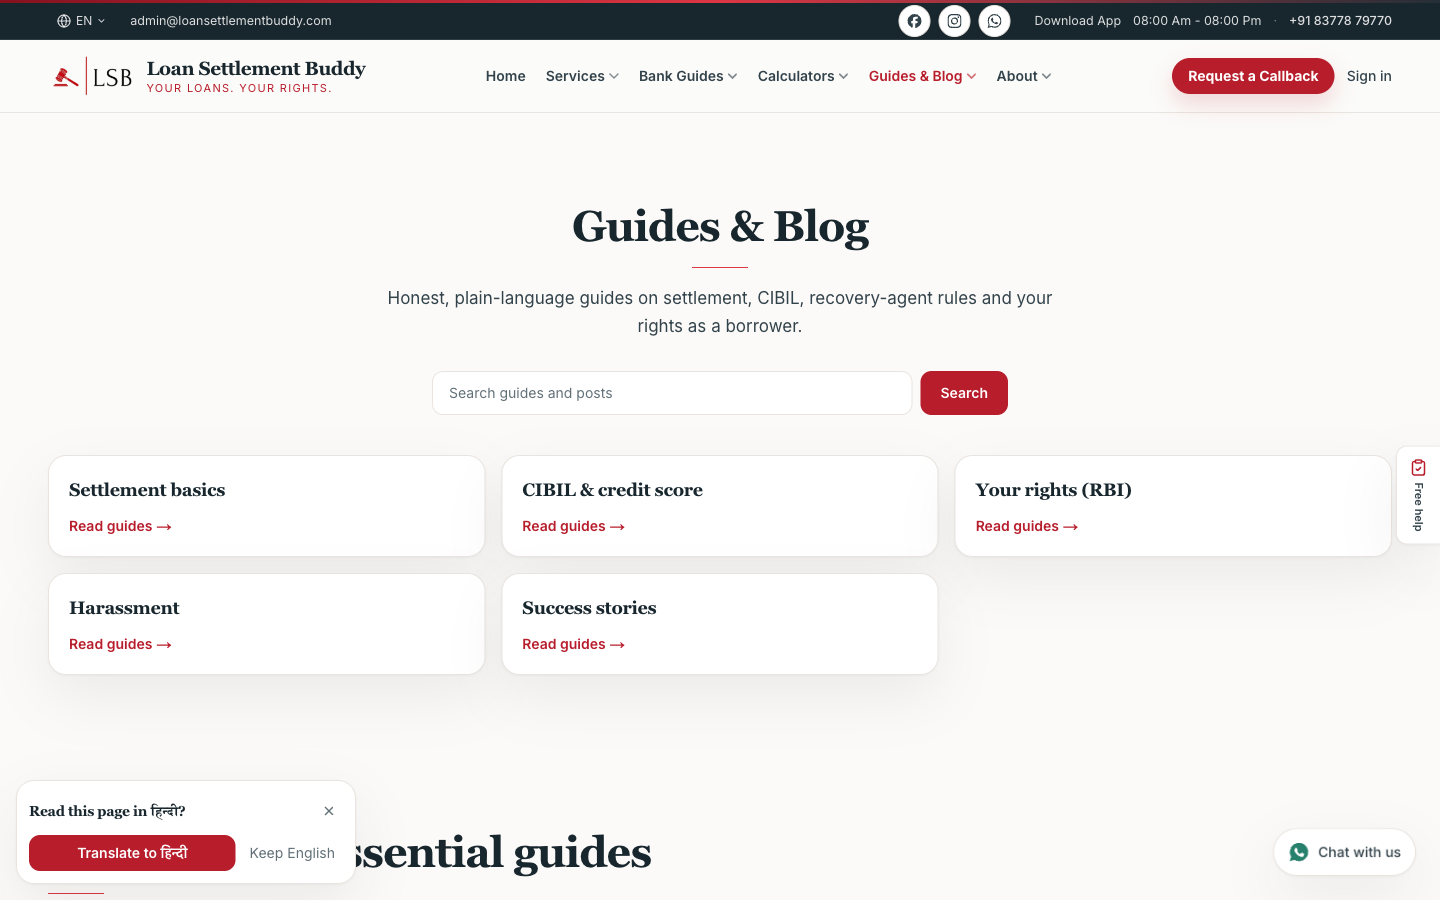 EN
admin@loansettlementbuddy.com
Download App 08:00 Am - 08:00 Pm · +91 83778 79770
LSB
Loan Settlement Buddy
YOUR LOANS. YOUR RIGHTS.
Home Services Bank Guides Calculators Guides & Blog About
Request a Callback Sign in
Guides & Blog
Honest, plain-language guides on settlement, CIBIL, recovery-agent rules and your
rights as a borrower.
Search guides and posts
Search
Settlement basics
Read guides →
CIBIL & credit score
Read guides →
Your rights (RBI)
Read guides →
Free help
Harassment
Read guides →
Success stories
Read guides →
Read this page in हिन्दी?
×
Translate to हिन्दी
Keep English
ssential guides
Chat with us